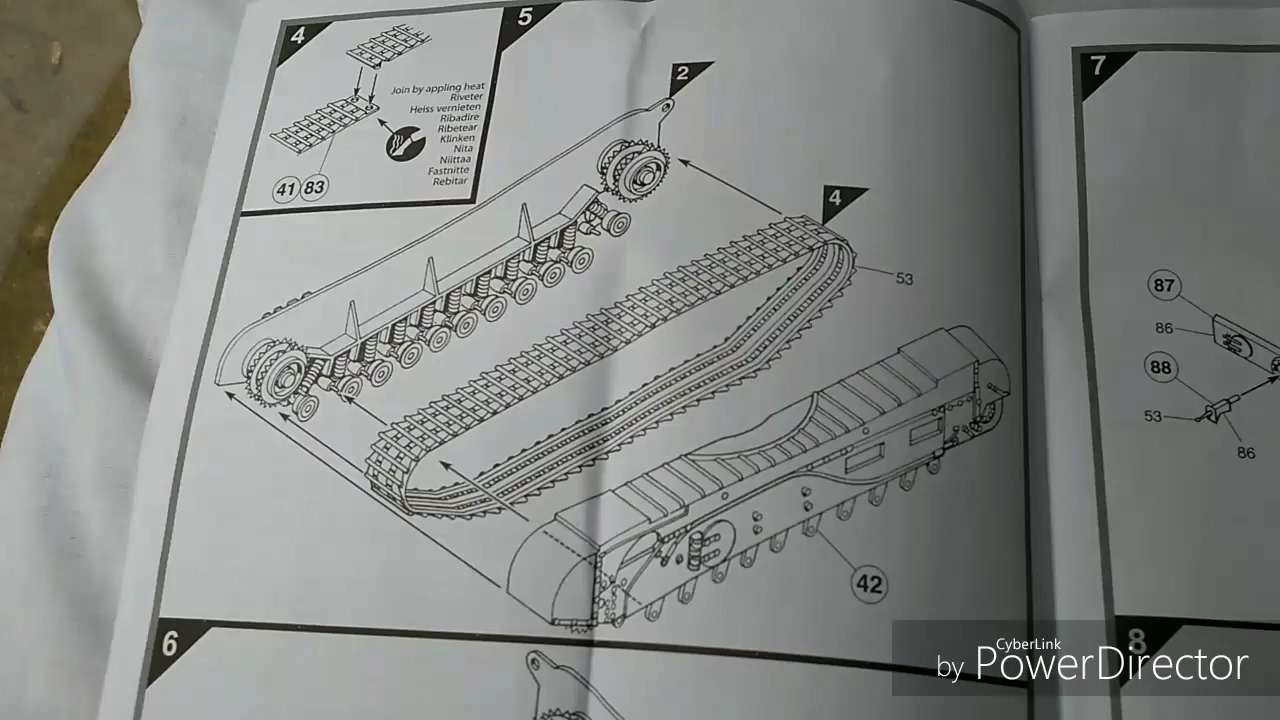 4
5
Join by appling heat
Riveter
Heiss vernieten
Ribadire
Ribetear
Klinken
Nita
Niittaa
Fastnitte
Rebitar
41 83
2
4
53
42
6
7
87
86
88
53
86
8
CyberLink
by PowerDirector